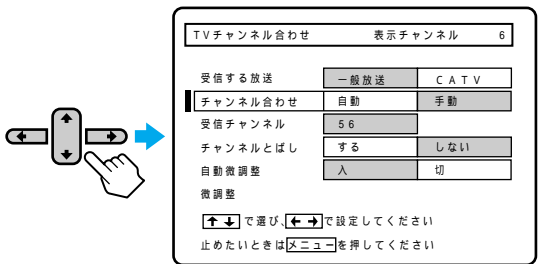 TVチャンネル合わせ 表示チャンネル 6
受信する放送 一般放送 CATV
チャンネル合わせ 自動 手動
受信チャンネル 56
チャンネルとばし する しない
自動微調整 入 切
微調整
↑↓で選び、←→で設定してください
止めたいときはメニューを押してください